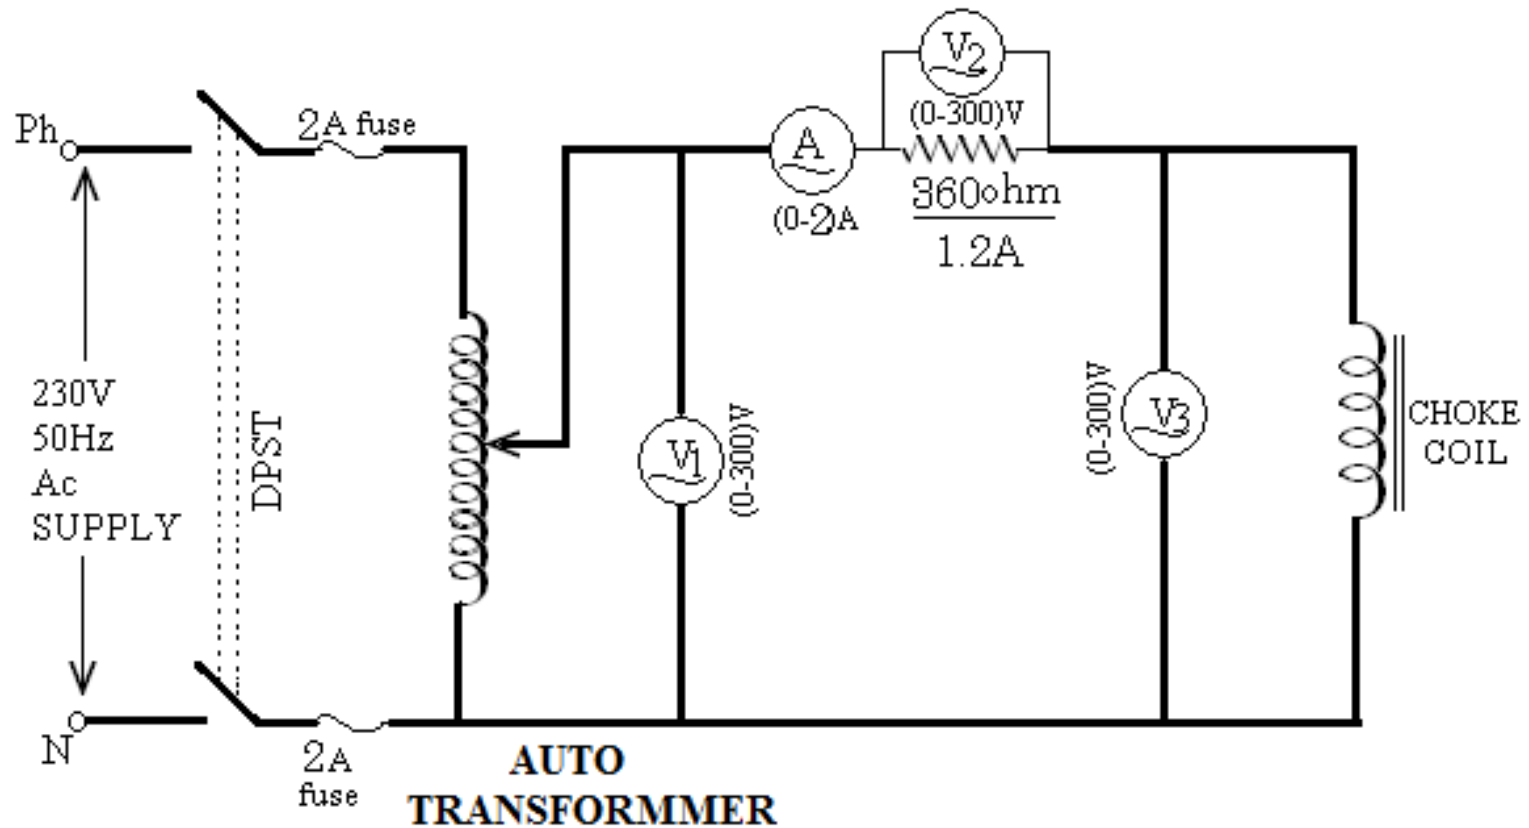 Ph
2A fuse
V2
(0-300)V
A
(0-2)A
360ohm
1.2A
230V
50Hz
Ac
SUPPLY
DPST
V1
(0-300)V
V3
(0-300)V
CHOKE
COIL
N
2A
fuse
AUTO
TRANSFORMMER